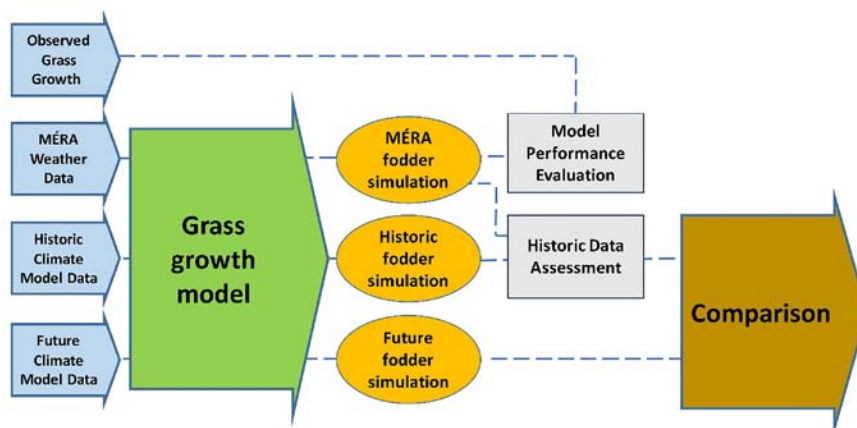 Observed
Grass
Growth
MÉRA
Weather
Data
Historic
Climate
Model Data
Future
Climate
Model Data
Grass
growth
model
MÉRA
fodder
simulation
Historic
fodder
simulation
Future
fodder
simulation
Model
Performance
Evaluation
Historic Data
Assessment
Comparison